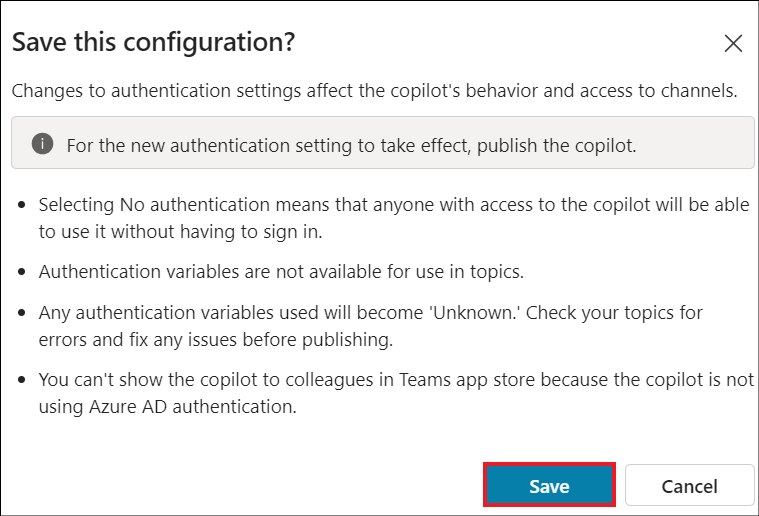 Save this configuration?
Changes to authentication settings affect the copilot's behavior and access to channels.
For the new authentication setting to take effect, publish the copilot.
• Selecting No authentication means that anyone with access to the copilot will be able
to use it without having to sign in.
• Authentication variables are not available for use in topics.
• Any authentication variables used will become 'Unknown.' Check your topics for
errors and fix any issues before publishing.
• You can't show the copilot to colleagues in Teams app store because the copilot is not
using Azure AD authentication.
Save Cancel